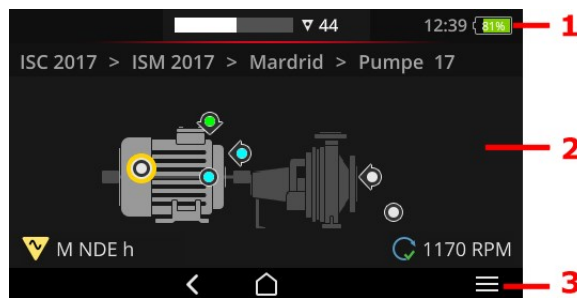 44 12:39 81% 1
ISC 2017 > ISM 2017 > Mardrid > Pumpe 17
2
M NDE h 1170 RPM
3